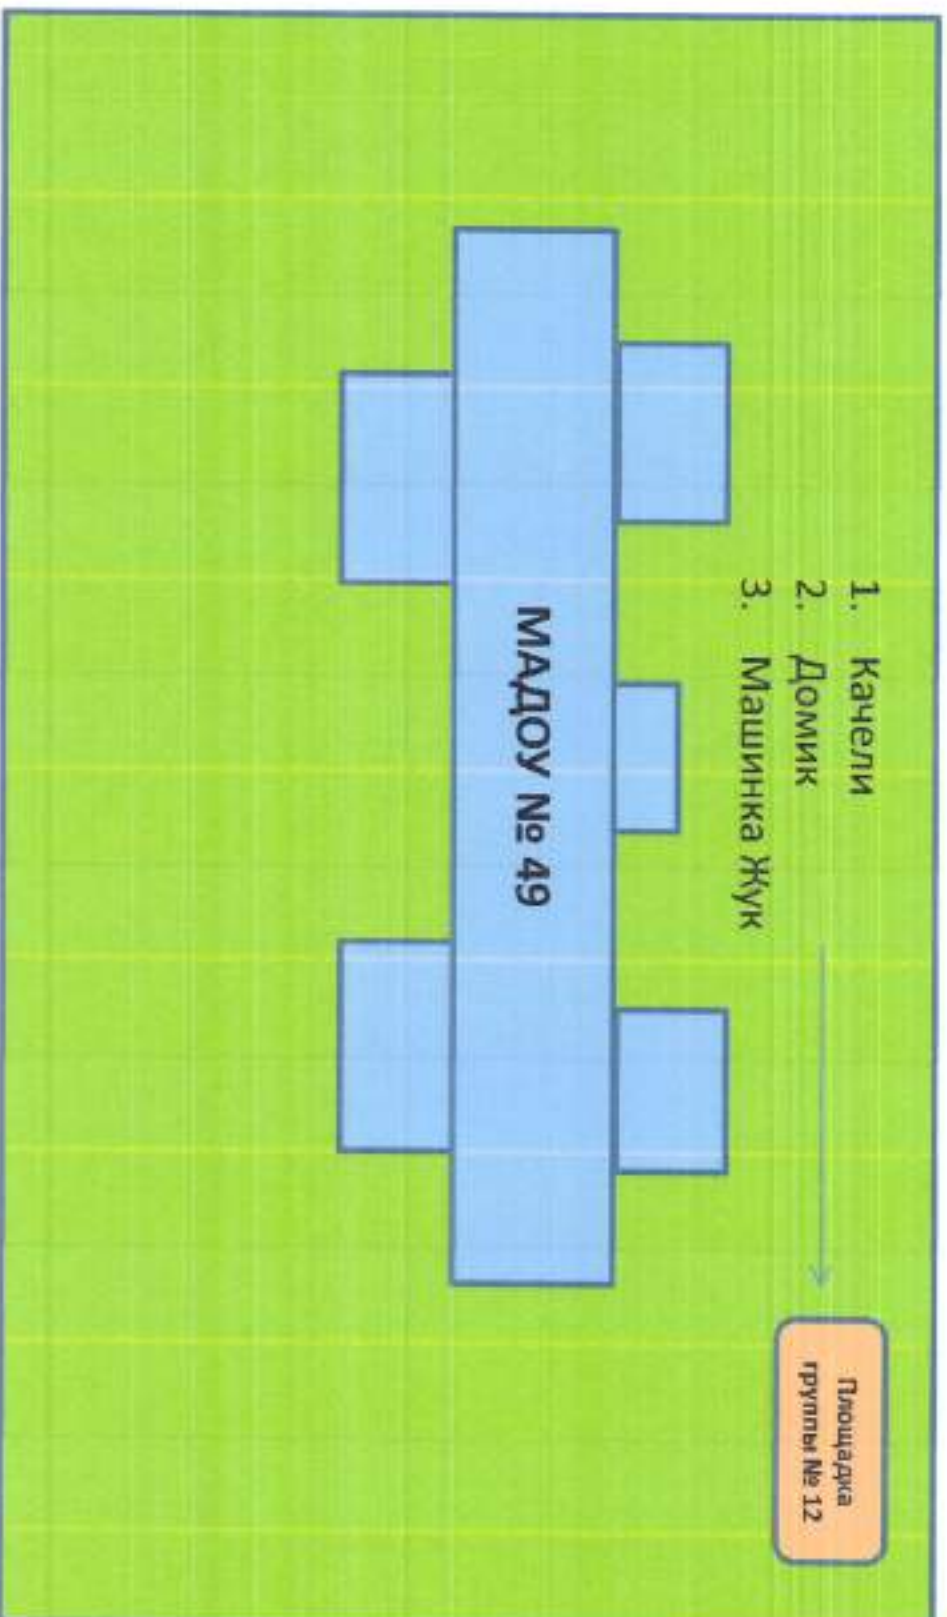 1. Качели
2. Домик
3. Машинка Жук
Площадка
группы № 12
МАДОУ № 49